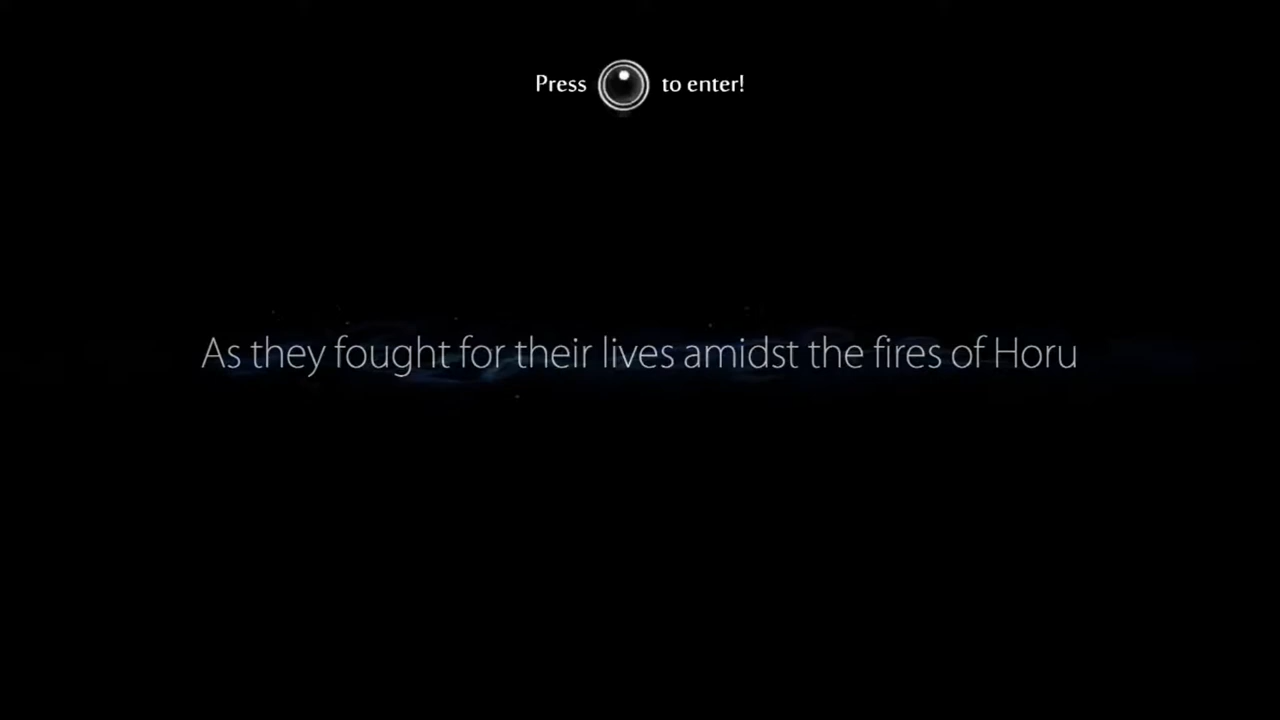 Press to enter!
As they fought for their lives amidst the fires of Horu